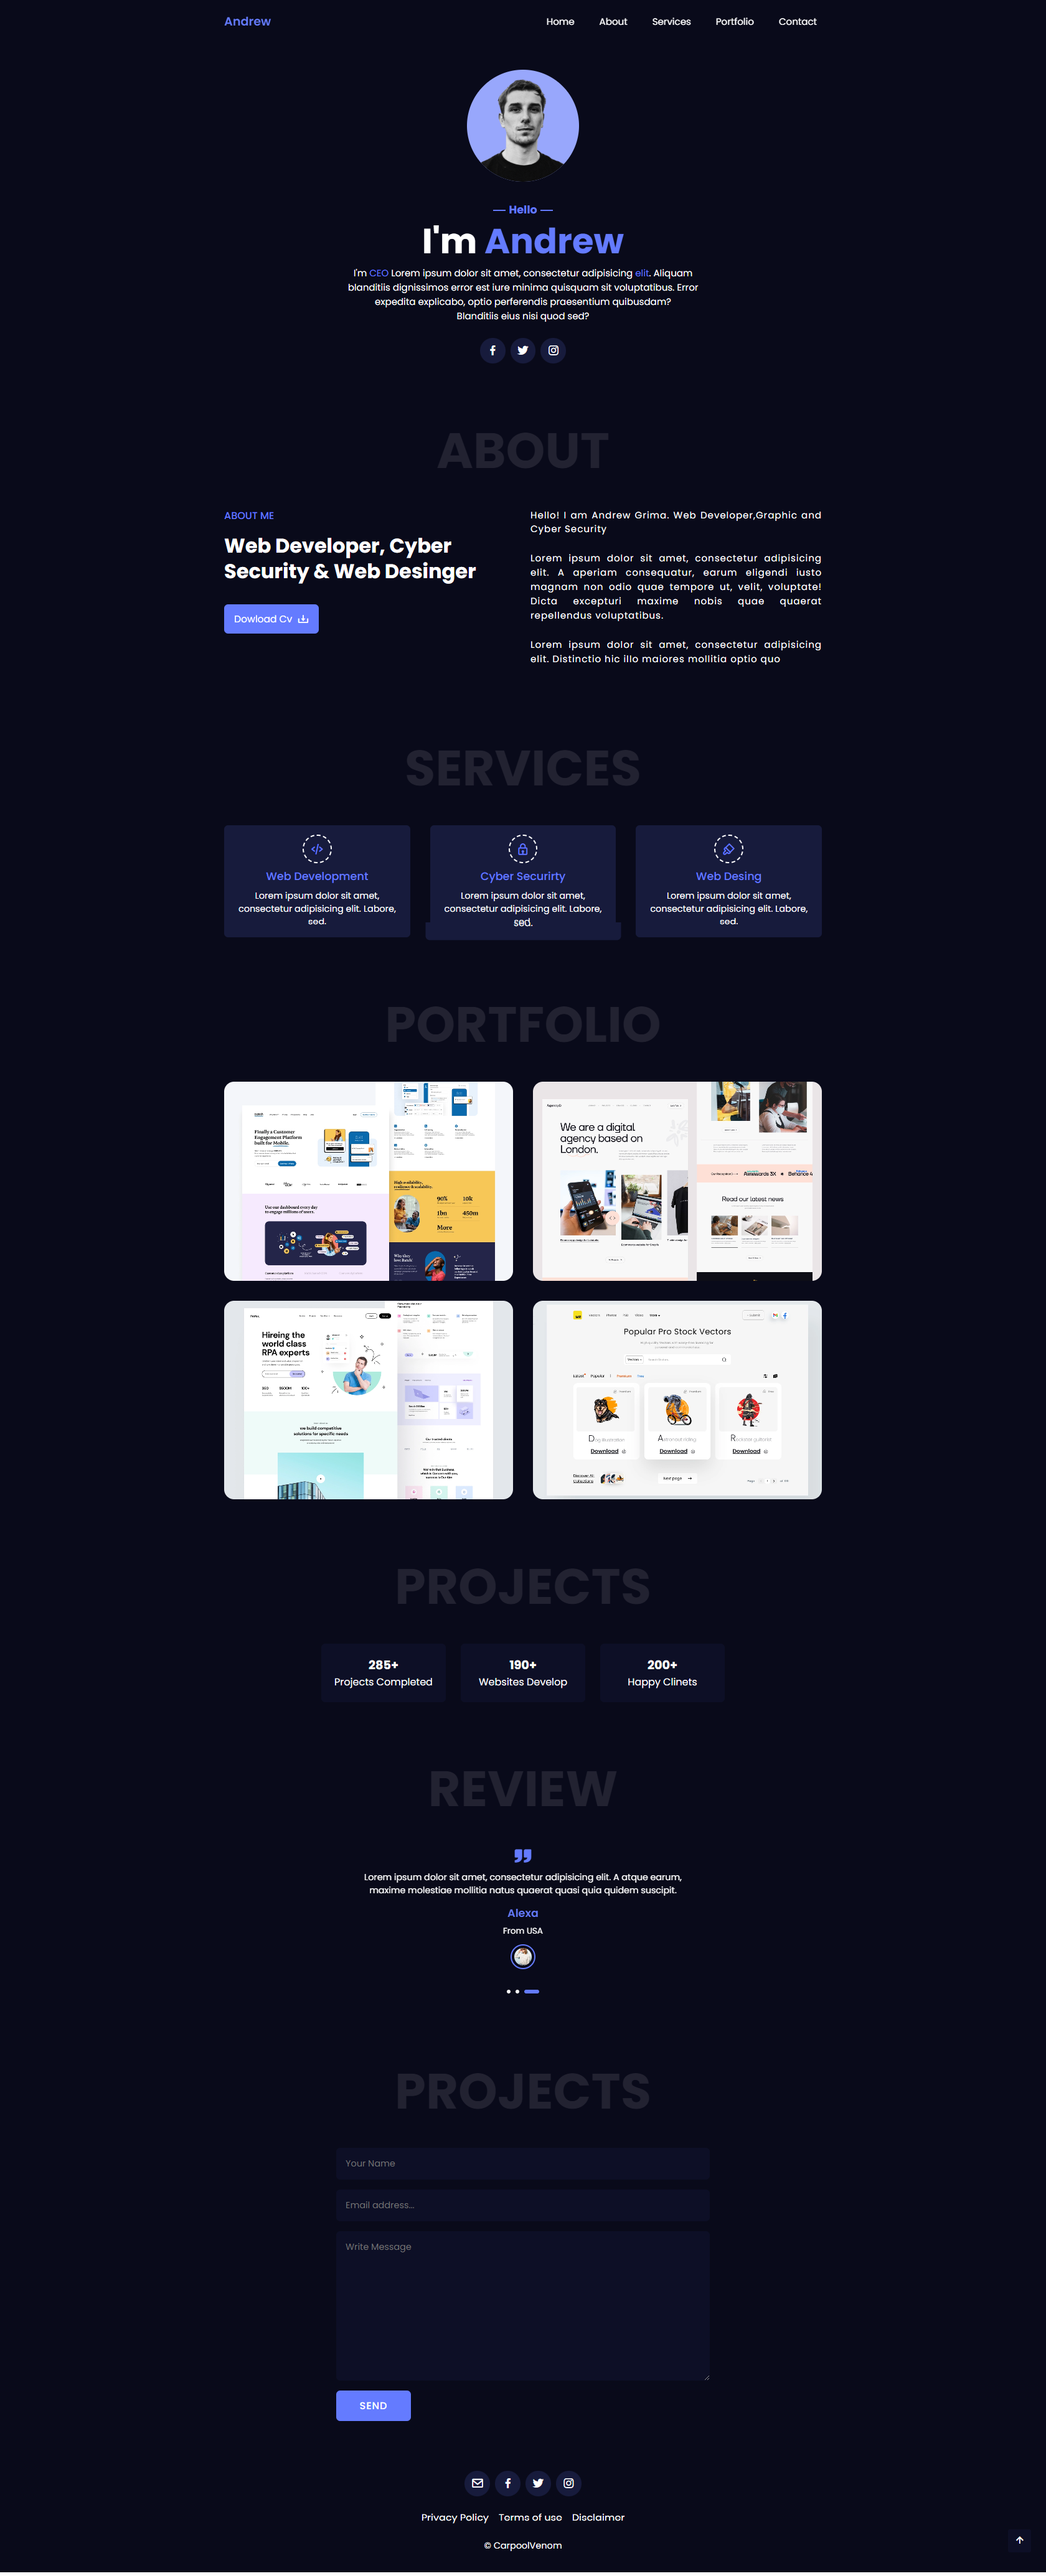 Andrew
Home About Services Portfolio Contact
— Hello —
I'm Andrew
I'm CEO Lorem ipsum dolor sit amet, consectetur adipisicing elit. Aliquam
blanditiis dignissimos error est iure minima quisquam sit voluptatibus. Error
expedita explicabo, optio perferendis praesentium quibusdam?
Blanditiis eius nisi quod sed?
ABOUT
ABOUT ME
Web Developer, Cyber
Security & Web Desinger
Dowload Cv
Hello! I am Andrew Grima. Web Developer,Graphic and
Cyber Security
Lorem ipsum dolor sit amet, consectetur adipisicing
elit. A aperiam consequatur, earum eligendi iusto
magnam non odio quae tempore ut, velit, voluptate!
Dicta excepturi maxime nobis quae quaerat
repellendus voluptatibus.
Lorem ipsum dolor sit amet, consectetur adipisicing
elit. Distinctio hic illo maiores mollitia optio quo
SERVICES
Web Development
Lorem ipsum dolor sit amet,
consectetur adipisicing elit. Labore,
sed.
Cyber Securirty
Lorem ipsum dolor sit amet,
consectetur adipisicing elit. Labore,
sed.
Web Desing
Lorem ipsum dolor sit amet,
consectetur adipisicing elit. Labore,
sed.
PORTFOLIO
Finally a Customer
Engagement Platform
built for Mobile.
Use our dashboard every day
to engage millions of users.
90% 10k
1bn 450m
More
We are a digital
agency based on
London.
Read our latest news
Hireing the
world class
RPA experts
we build competitive
solutions for specific needs
Popular Pro Stock Vectors
Download
Download
Download
PROJECTS
285+
Projects Completed
190+
Websites Develop
200+
Happy Clinets
REVIEW
Lorem ipsum dolor sit amet, consectetur adipisicing elit. A atque earum,
maxime molestiae mollitia natus quaerat quasi quia quidem suscipit.
Alexa
From USA
PROJECTS
Your Name
Email address...
Write Message
SEND
Privacy Policy Terms of use Disclaimer
© CarpoolVenom